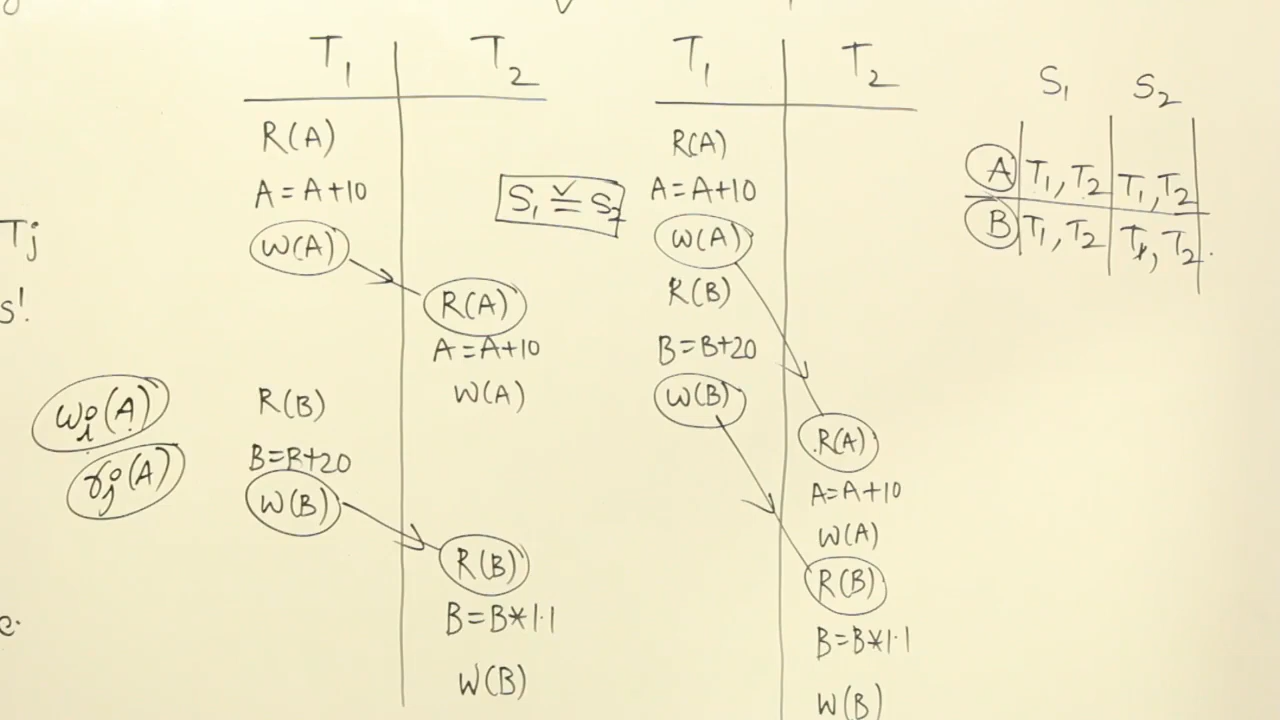 T1 T2
R(A)
A=A+10
W(A)
R(A)
A=A+10
W(A)
R(B)
B=B+20
W(B)
R(B)
B=B*1.1
W(B)
S1 ≚ S2
T1 T2
R(A)
A=A+10
W(A)
R(B)
B=B+20
W(B)
R(A)
A=A+10
W(A)
R(B)
B=B*1.1
W(B)
S1 S2
A T1, T2 T1, T2
B T1, T2 T1, T2.
Tj
s!
wi(A)
rj(A)
e.